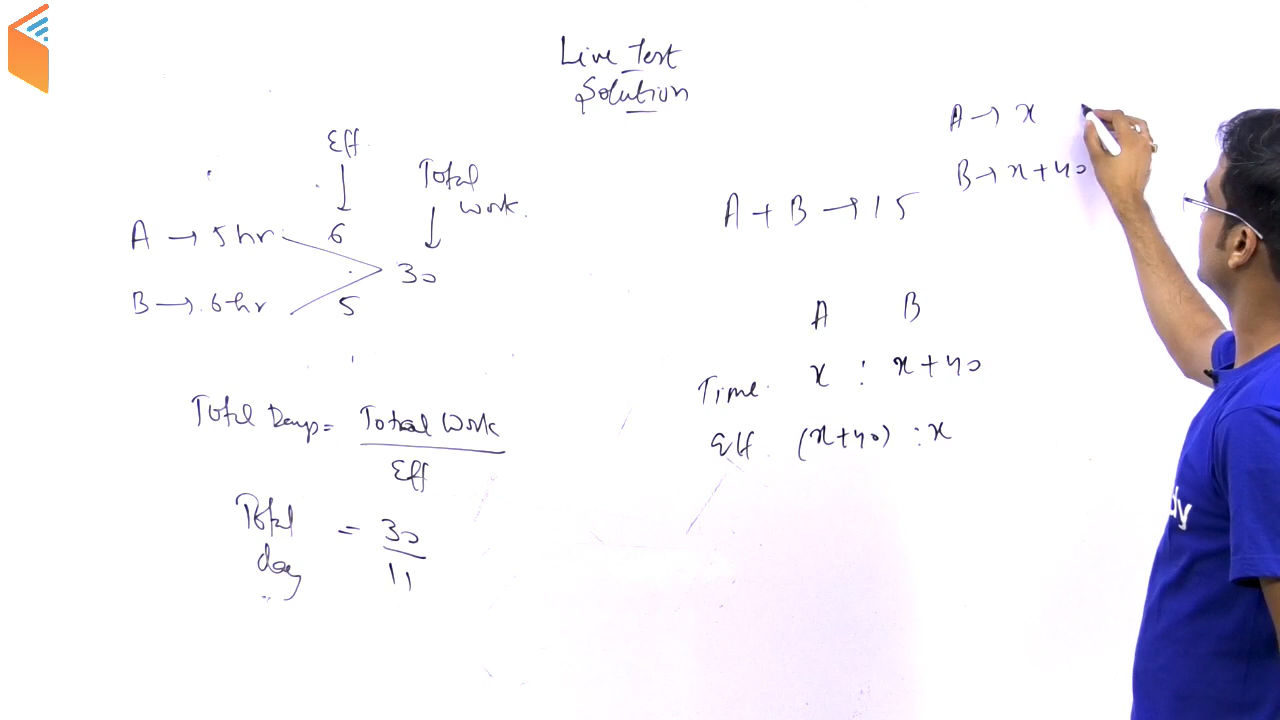 Live Test
Solution
Eff
Total
Work.
A → 5 hr
6
30
B → 6 hr
5
Total Days = Total Work
Eff
Total
day
= 30
11
A → x
B → x + 40
A + B → 15
A B
Time x : x + 40
Eff (x+40) : x
dy